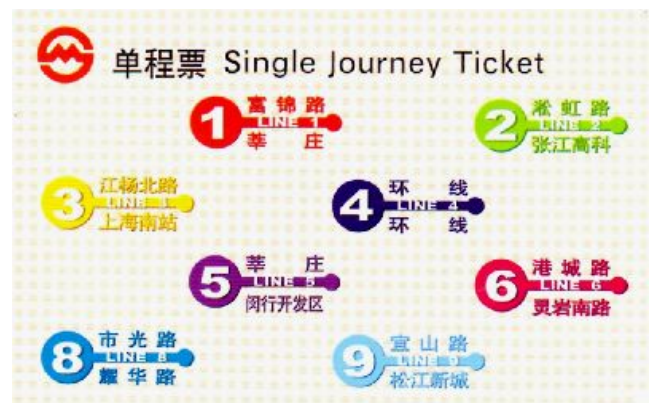 单程票 Single Journey Ticket
1 富锦路
LINE 1
莘庄
2 淞虹路
LINE 2
张江高科
3 江杨北路
LINE 3
上海南站
4 环线
LINE 4
环线
5 莘庄
LINE 5
闵行开发区
6 港城路
LINE 6
灵岩南路
8 市光路
LINE 8
耀华路
9 宜山路
LINE 9
松江新城